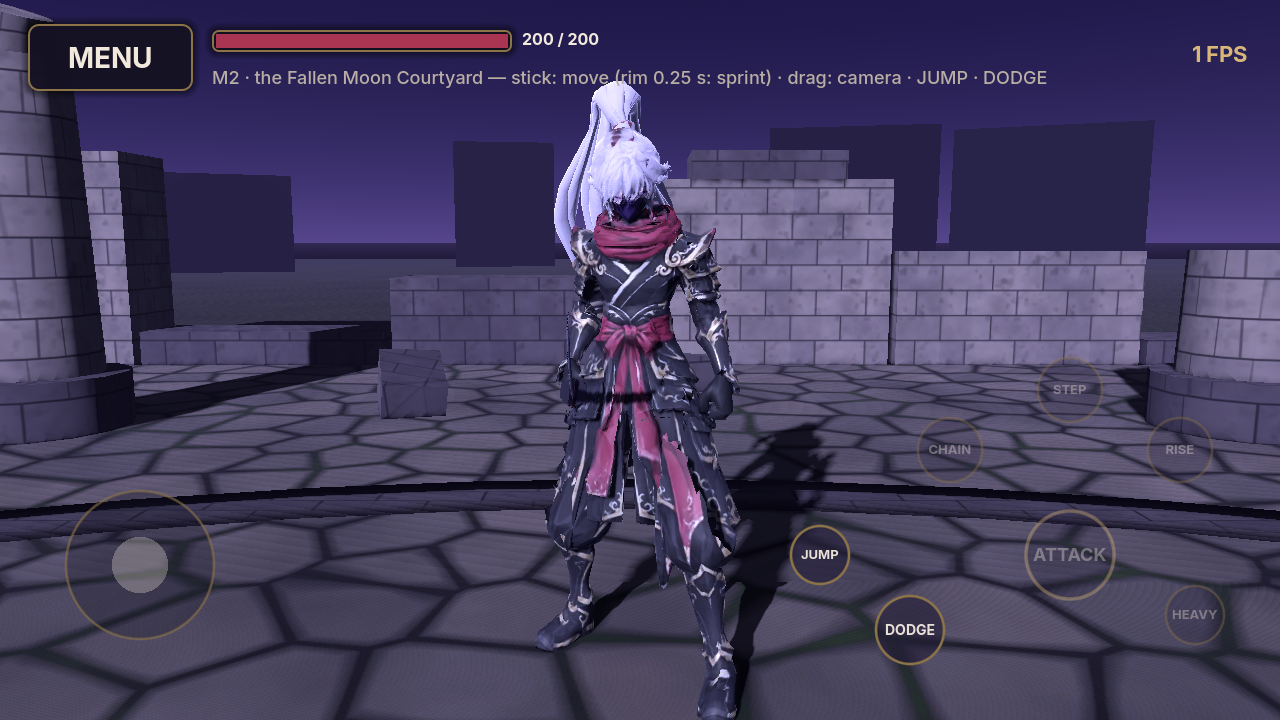 MENU
200 / 200
1 FPS
M2 · the Fallen Moon Courtyard — stick: move (rim 0.25 s: sprint) · drag: camera · JUMP · DODGE
STEP
CHAIN
RISE
JUMP
ATTACK
HEAVY
DODGE